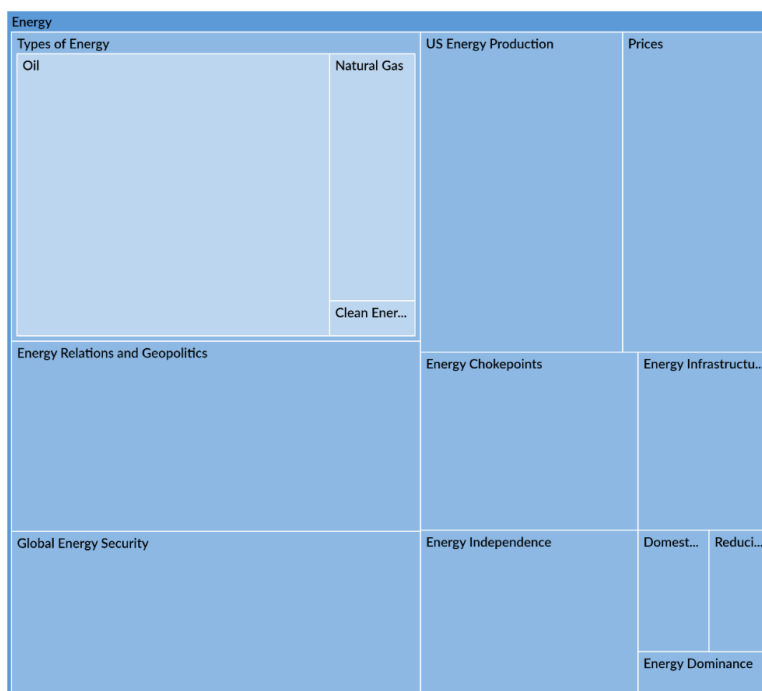 Energy
Types of Energy
Oil
Natural Gas
Clean Ener...
Energy Relations and Geopolitics
Global Energy Security
US Energy Production
Prices
Energy Chokepoints
Energy Infrastructu...
Energy Independence
Domest...
Reduci...
Energy Dominance